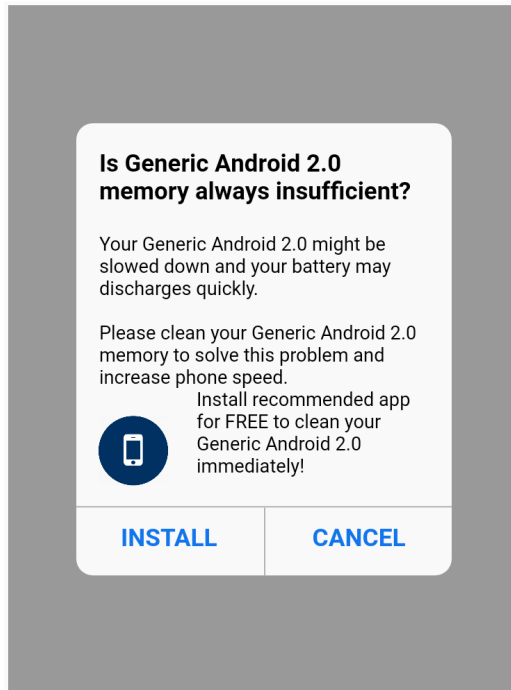 Is Generic Android 2.0
memory always insufficient?
Your Generic Android 2.0 might be
slowed down and your battery may
discharges quickly.
Please clean your Generic Android 2.0
memory to solve this problem and
increase phone speed.
Install recommended app
for FREE to clean your
Generic Android 2.0
immediately!
INSTALL
CANCEL